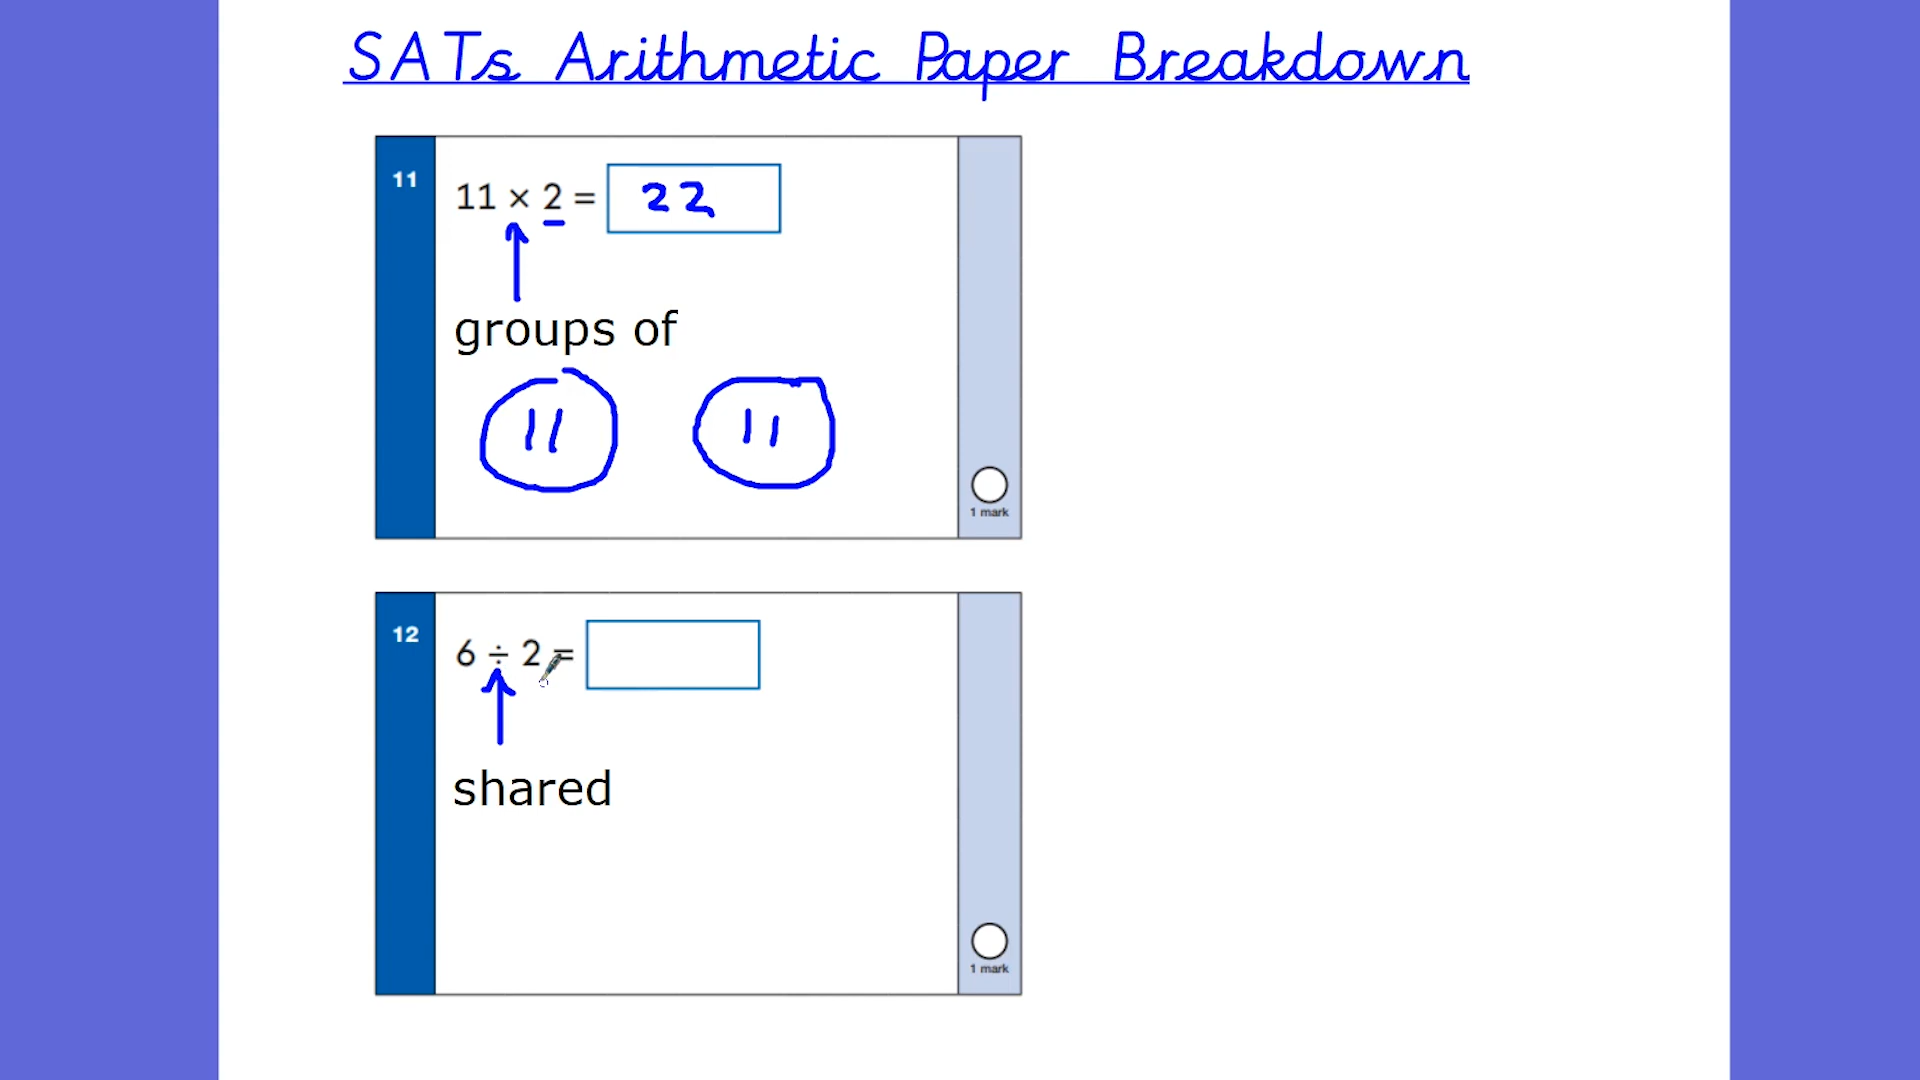 SATs Arithmetic Paper Breakdown
11
11 × 2 = 22
groups of
11 11
1 mark
12
6 ÷ 2 =
shared
1 mark